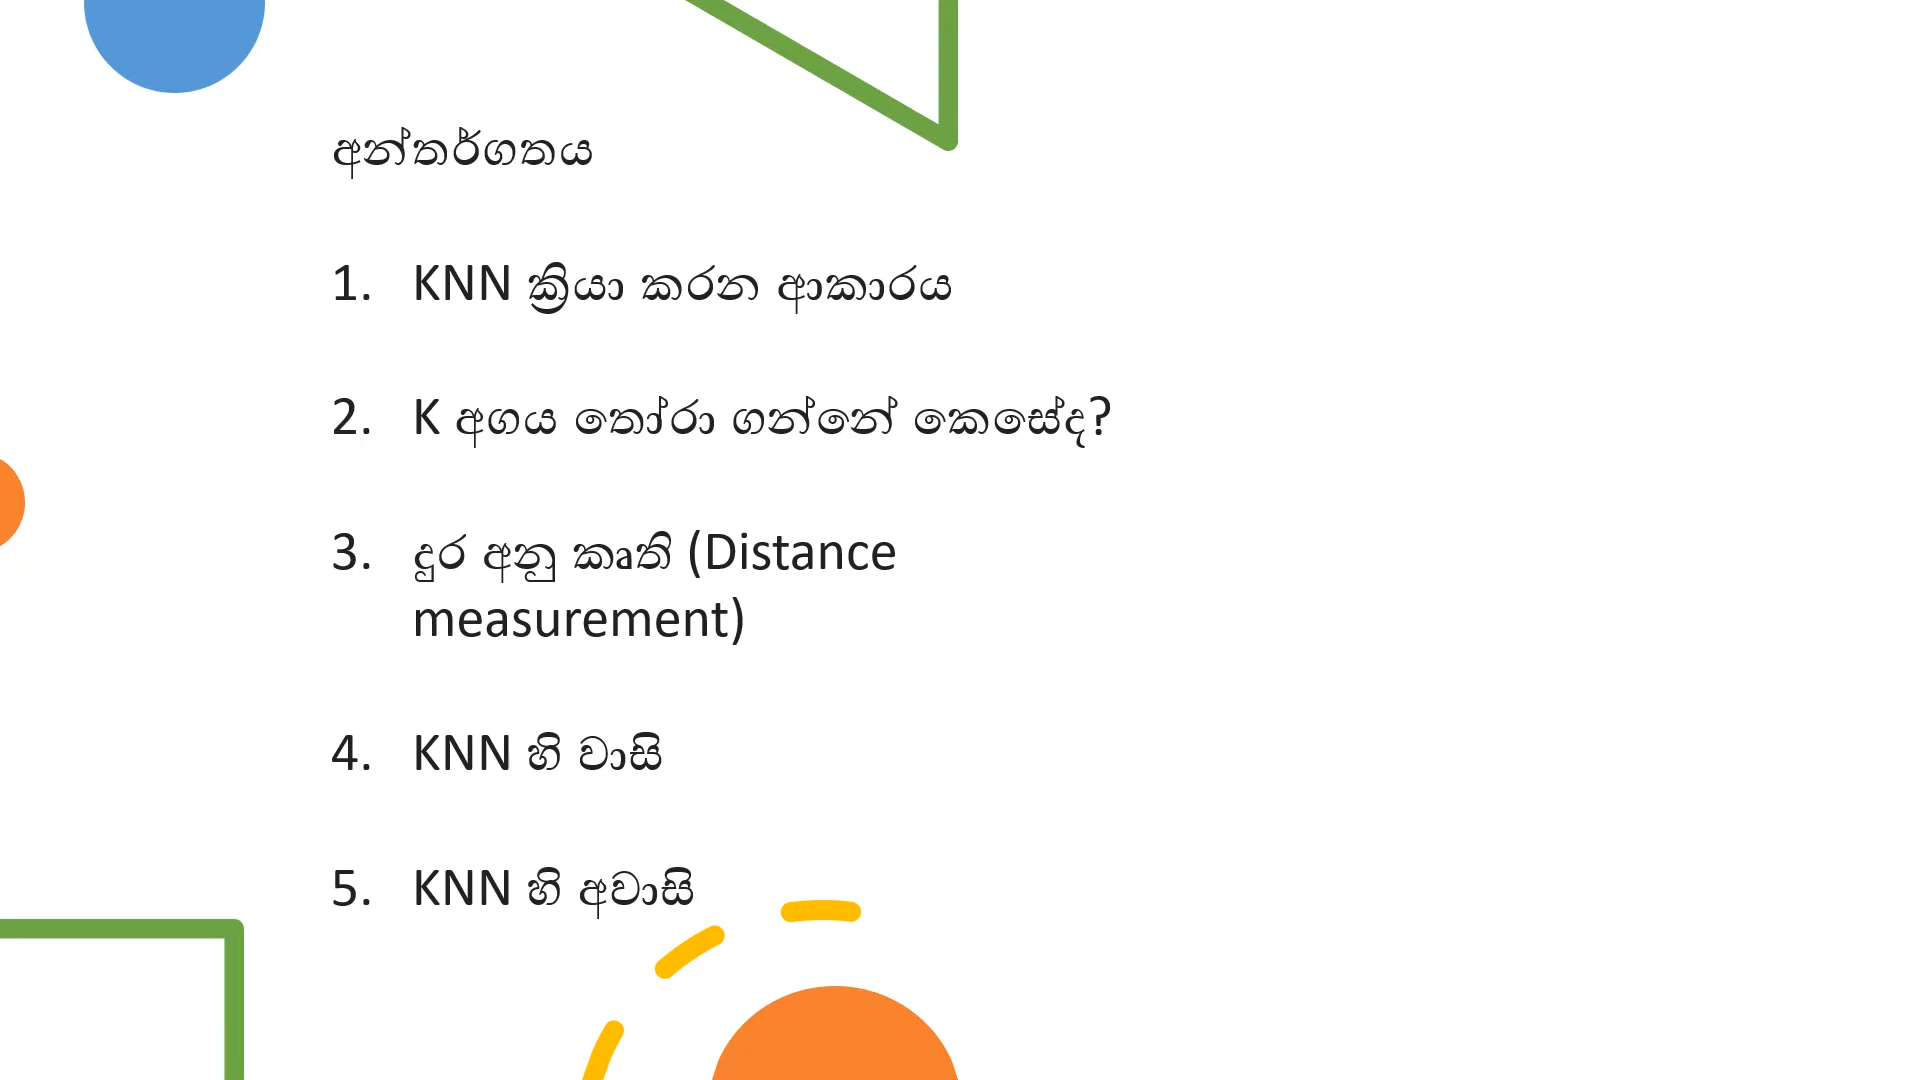 අන්තර්ගතය
1. KNN ක්‍රියා කරන ආකාරය
2. K අගය තෝරා ගන්නේ කෙසේද?
3. දුර අනු කෘති (Distance
measurement)
4. KNN හි වාසි
5. KNN හි අවාසි